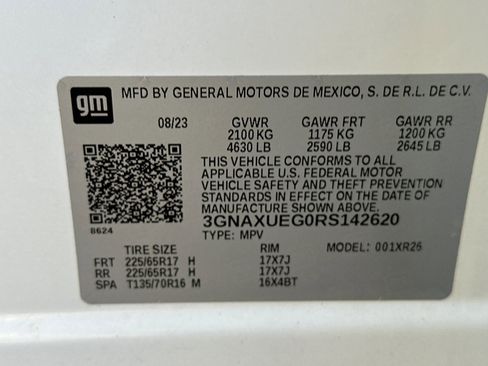 gm
MFD BY GENERAL MOTORS DE MEXICO, S. DE R.L. DE C.V.
08/23 GVWR GAWR FRT GAWR RR
2100 KG 1175 KG 1200 KG
4630 LB 2590 LB 2645 LB
THIS VEHICLE CONFORMS TO ALL
APPLICABLE U.S. FEDERAL MOTOR
VEHICLE SAFETY AND THEFT PREVENTION
STANDARDS IN EFFECT ON THE DATE OF
MANUFACTURE SHOWN ABOVE.
8624
3GNAXUEG0RS142620
TYPE: MPV
TIRE SIZE RIM MODEL: 001XR26
FRT 225/65R17 H 17X7J
RR 225/65R17 H 17X7J
SPA T135/70R16 M 16X4BT